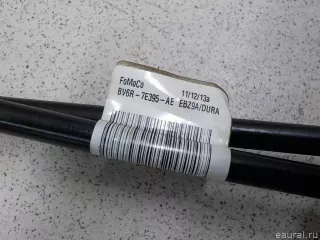 FoMoCo 11/12/13a
BV6R-7E395-AE EBZ9A/DURA
© eaural.ru